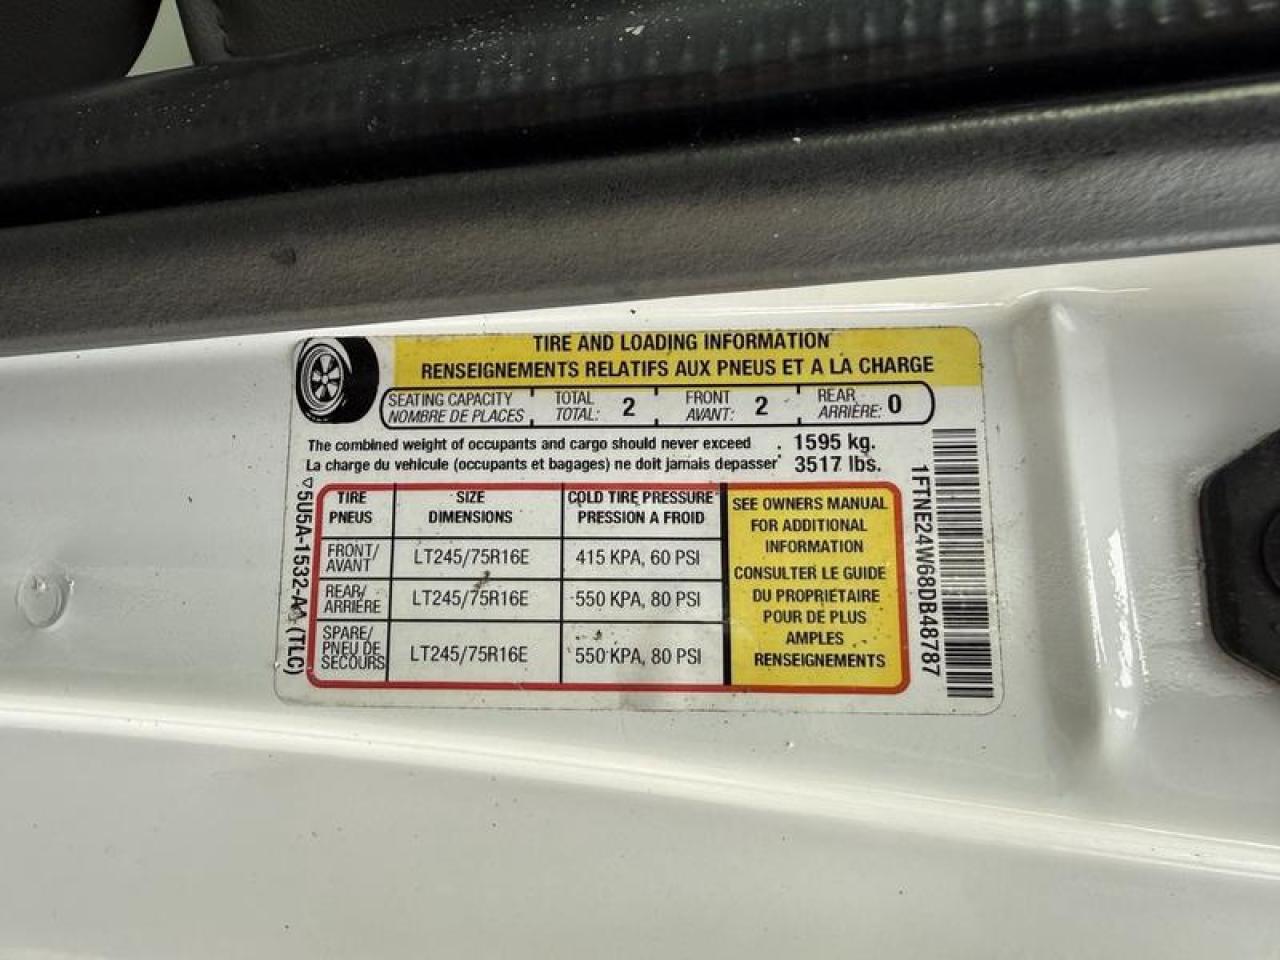 TIRE AND LOADING INFORMATION
RENSEIGNEMENTS RELATIFS AUX PNEUS ET A LA CHARGE
SEATING CAPACITY TOTAL 2 FRONT 2 REAR 0
NOMBRE DE PLACES TOTAL: AVANT: ARRIÈRE:
The combined weight of occupants and cargo should never exceed 1595 kg.
La charge du vehicule (occupants et bagages) ne doit jamais depasser 3517 lbs.
TIRE SIZE COLD TIRE PRESSURE
PNEUS DIMENSIONS PRESSION A FROID
FRONT/
AVANT LT245/75R16E 415 KPA, 60 PSI
REAR/
ARRIÈRE LT245/75R16E 550 KPA, 80 PSI
SPARE/
PNEU DE
SECOURS LT245/75R16E 550 KPA, 80 PSI
SEE OWNERS MANUAL
FOR ADDITIONAL
INFORMATION
CONSULTER LE GUIDE
DU PROPRIÉTAIRE
POUR DE PLUS
AMPLES
RENSEIGNEMENTS
▽5U5A-1532-AA (TLC)
1FTNE24W68DB48787